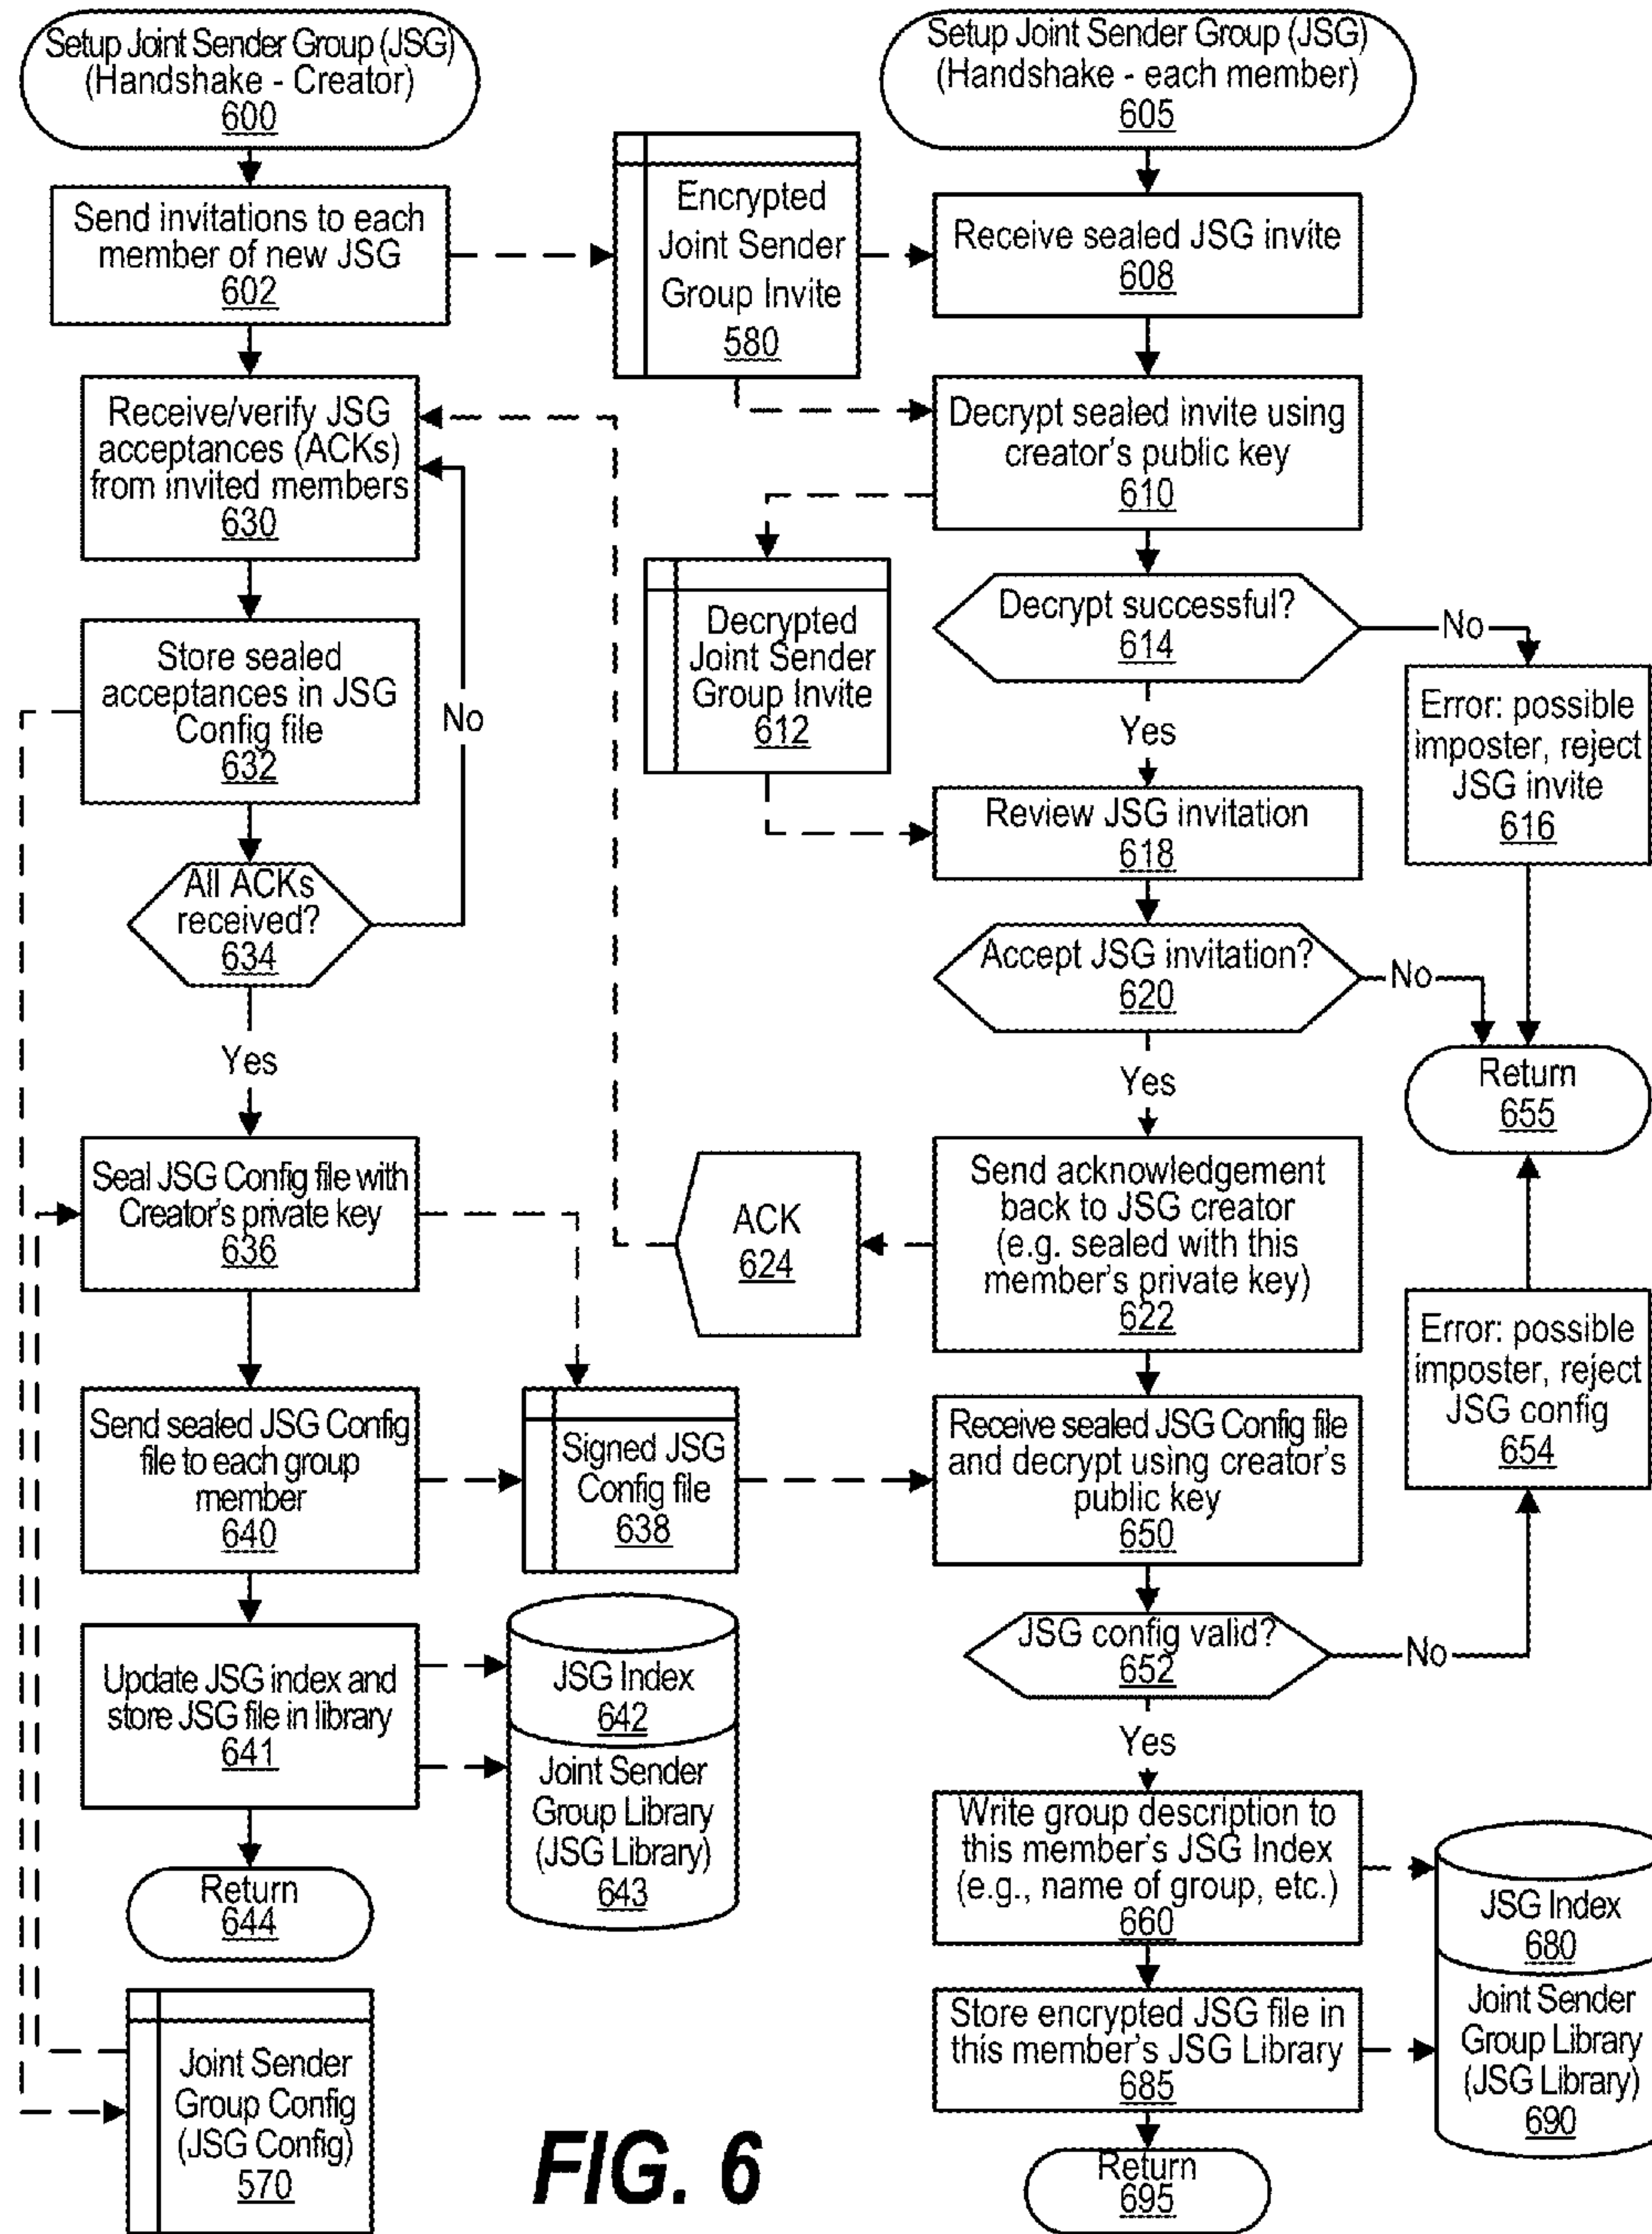 Setup Joint Sender Group (JSG)
(Handshake - Creator)
600
Send invitations to each
member of new JSG
602
Receive/verify JSG
acceptances (ACKs)
from invited members
630
Store sealed
acceptances in JSG
Config file
632
No
All ACKs
received?
634
Yes
Seal JSG Config file with
Creator's private key
636
Send sealed JSG Config
file to each group
member
640
Update JSG index and
store JSG file in library
641
Return
644
Joint Sender
Group Config
(JSG Config)
570
Encrypted
Joint Sender
Group Invite
580
Decrypted
Joint Sender
Group Invite
612
ACK
624
Signed JSG
Config file
638
JSG Index
642
Joint Sender
Group Library
(JSG Library)
643
Setup Joint Sender Group (JSG)
(Handshake - each member)
605
Receive sealed JSG invite
608
Decrypt sealed invite using
creator's public key
610
Decrypt successful?
614
No
Yes
Error: possible
imposter, reject
JSG invite
616
Review JSG invitation
618
Accept JSG invitation?
620
No
Yes
Return
655
Send acknowledgement
back to JSG creator
(e.g. sealed with this
member's private key)
622
Error: possible
imposter, reject
JSG config
654
Receive sealed JSG Config file
and decrypt using creator's
public key
650
JSG config valid?
652
No
Yes
Write group description to
this member's JSG Index
(e.g., name of group, etc.)
660
JSG Index
680
Store encrypted JSG file in
this member's JSG Library
685
Joint Sender
Group Library
(JSG Library)
690
Return
695
FIG. 6